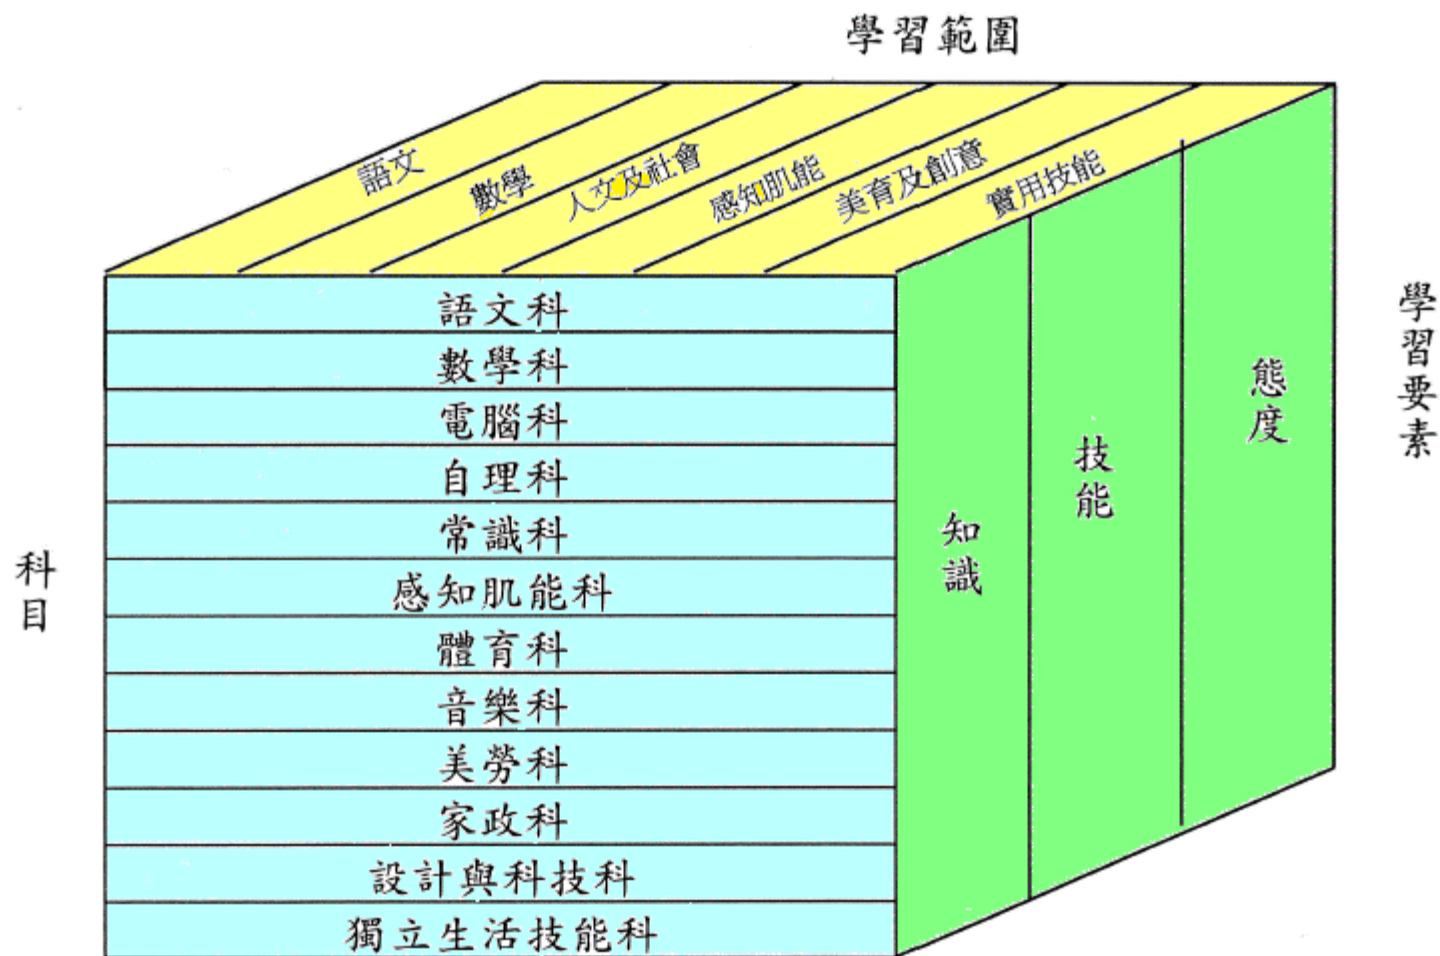 學習範圍
語文
數學
人文及社會
感知肌能
美育及創意
實用技能
語文科
數學科
電腦科
自理科
常識科
感知肌能科
體育科
音樂科
美勞科
家政科
設計與科技科
獨立生活技能科
科目
知識
技能
態度
學習要素